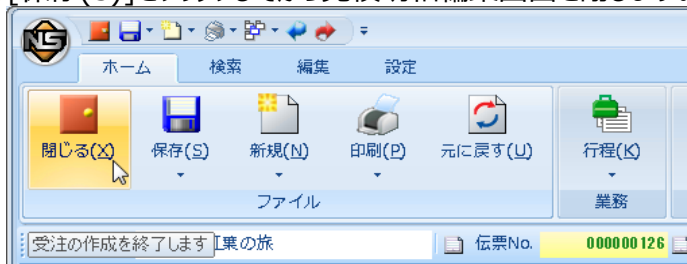 NS
ホーム 検索 編集 設定
閉じる(X) 保存(S) 新規(N) 印刷(P) 元に戻す(U) 行程(K)
ファイル 業務
受注の作成を終了します 葉の旅 伝票No. 000000126